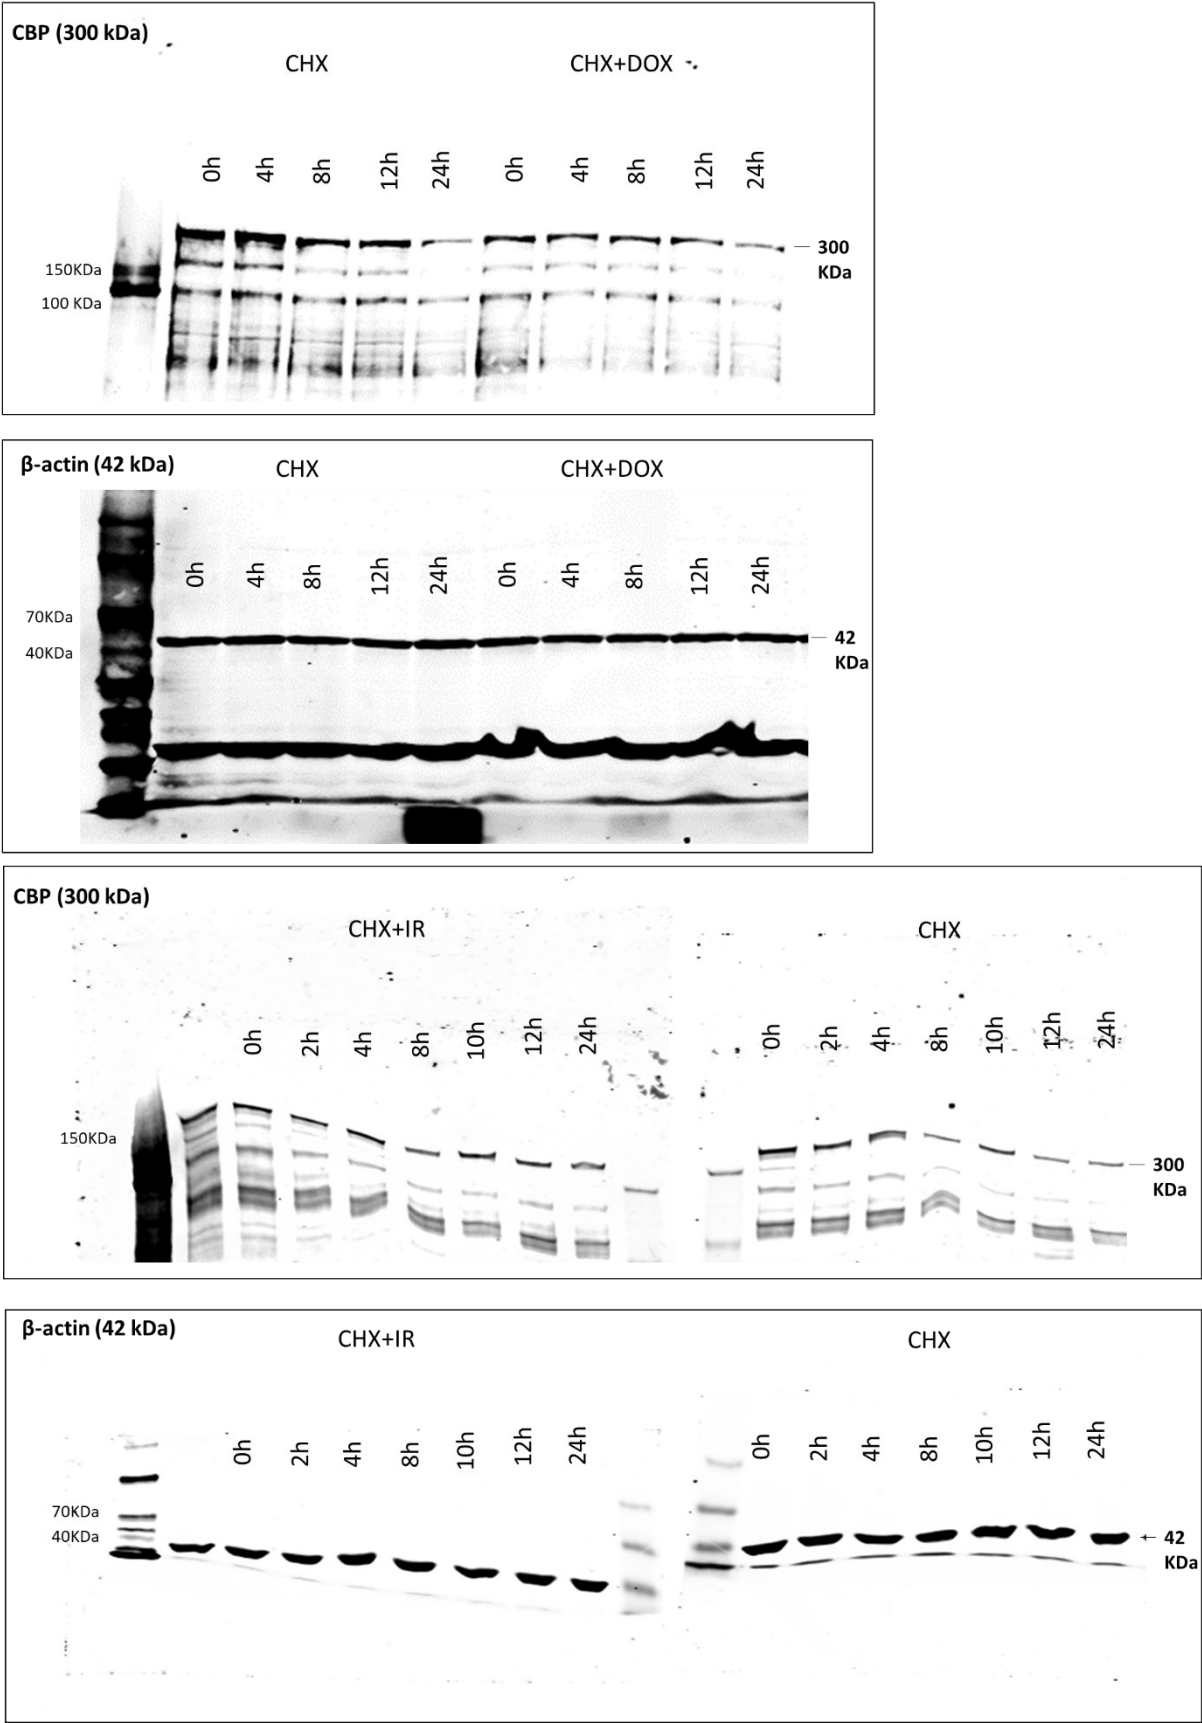 CBP (300 kDa)
CHX CHX+DOX
0h 4h 8h 12h 24h 0h 4h 8h 12h 24h
300
KDa
150KDa
100 KDa
β-actin (42 kDa)
CHX CHX+DOX
0h 4h 8h 12h 24h 0h 4h 8h 12h 24h
70KDa
40KDa
42
KDa
CBP (300 kDa)
CHX+IR CHX
0h 2h 4h 8h 10h 12h 24h 0h 2h 4h 8h 10h 12h 24h
150KDa
300
KDa
β-actin (42 kDa)
CHX+IR CHX
0h 2h 4h 8h 10h 12h 24h 0h 2h 4h 8h 10h 12h 24h
70KDa
40KDa
42
KDa